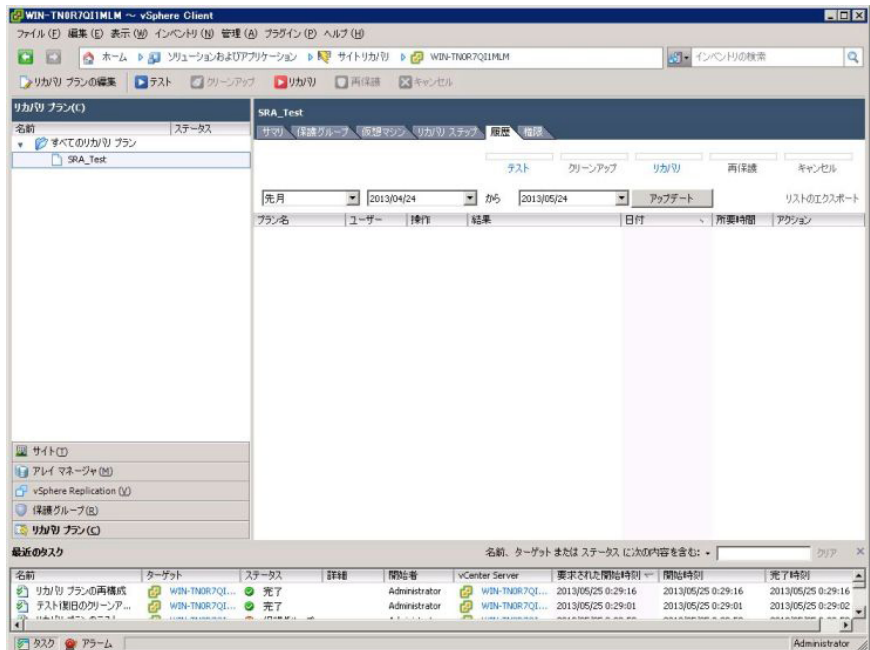 WIN-TN0R7QI1MLM ～ vSphere Client
ファイル(F) 編集(E) 表示(W) インベントリ(N) 管理(A) プラグイン(P) ヘルプ(H)
ホーム ソリューションおよびアプリケーション サイトリカバリ WIN-TN0R7QI1MLM インベントリの検索
リカバリ プランの編集 テスト クリーンアップ リカバリ 再保護 キャンセル
リカバリ プラン(C)
名前 ステータス
すべてのリカバリ プラン
SRA_Test
SRA_Test
サマリ 保護グループ 仮想マシン リカバリ ステップ 履歴 権限
テスト クリーンアップ リカバリ 再保護 キャンセル
先月 2013/04/24 から 2013/05/24 アップデート リストのエクスポート
プラン名 ユーザー 操作 結果 日付 所要時間 アクション
サイト(T)
アレイ マネージャ(M)
vSphere Replication (V)
保護グループ(R)
リカバリ プラン(C)
最近のタスク 名前、ターゲット または ステータス に次の内容を含む: クリア
名前 ターゲット ステータス 詳細 開始者 vCenter Server 要求された開始時刻 開始時刻 完了時刻
リカバリ プランの再構成 WIN-TN0R7QI... 完了 Administrator WIN-TN0R7QI... 2013/05/25 0:29:16 2013/05/25 0:29:16 2013/05/25 0:29:16
テスト復旧のクリーンア... WIN-TN0R7QI... 完了 Administrator WIN-TN0R7QI... 2013/05/25 0:29:01 2013/05/25 0:29:01 2013/05/25 0:29:02
タスク アラーム Administrator